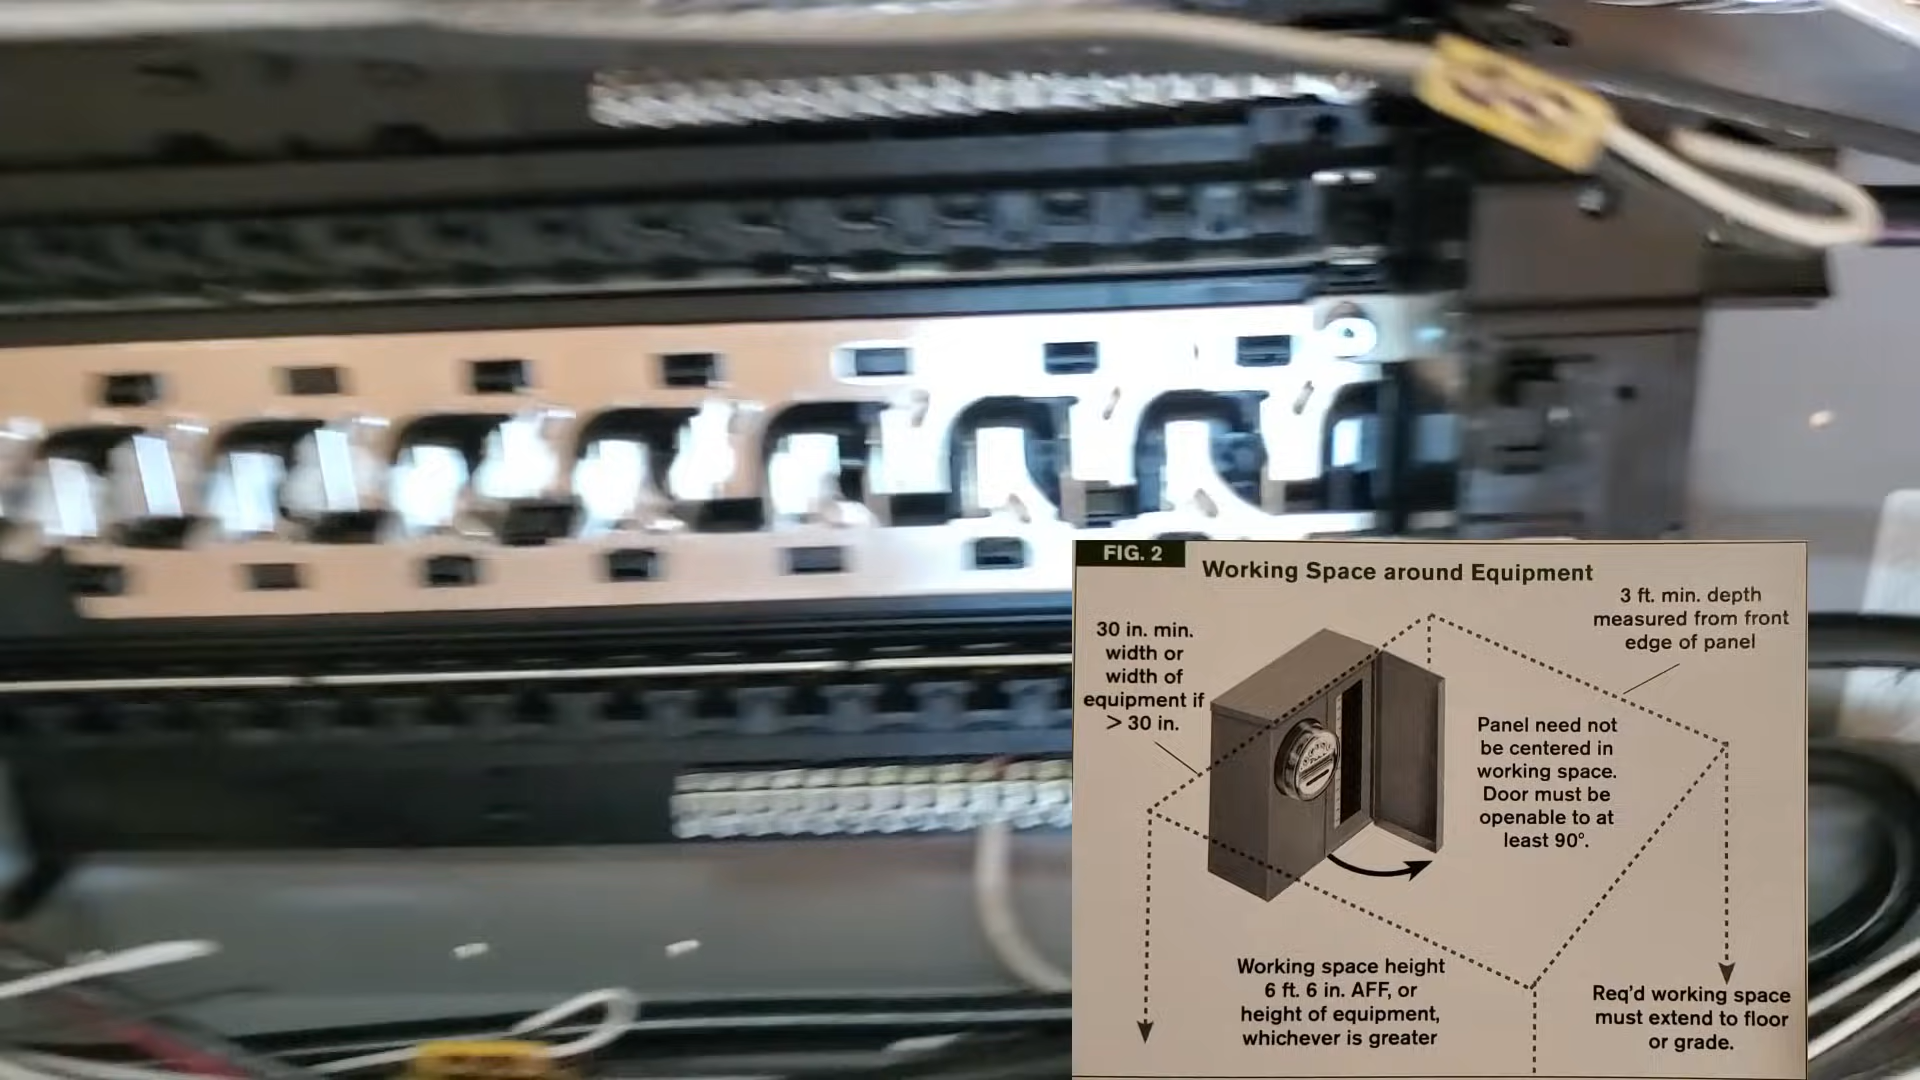 FIG. 2
Working Space around Equipment
3 ft. min. depth
measured from front
edge of panel
30 in. min.
width or
width of
equipment if
> 30 in.
Panel need not
be centered in
working space.
Door must be
openable to at
least 90°.
Working space height
6 ft. 6 in. AFF, or
height of equipment,
whichever is greater
Req'd working space
must extend to floor
or grade.